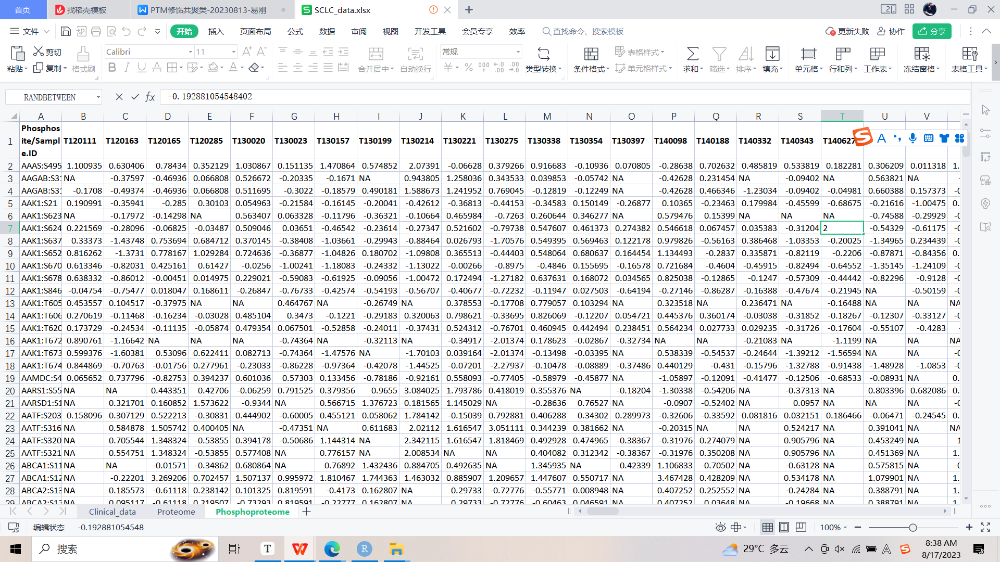 首页 找稻壳模板 PTM修饰共聚类-20230813-易刚 SCLC_data.xlsx
文件 开始 插入 页面布局 公式 数据 审阅 视图 开发工具 会员专享 效率 查找命令、搜索模板 更新失败 协作 分享
粘贴 剪切 复制 格式刷 Calibri 11 合并居中 自动换行 常规 类型转换 条件格式 表格样式 单元格样式 求和 筛选 排序 填充 单元格 行和列 工作表 冻结窗格 表格工具
RANDBETWEEN fx -0.192881054548402
A B C D E F G H I J K L M N O P Q R S T U V
1 Phosphosite/Sample.ID T120111 T120163 T120165 T120285 T130020 T130023 T130157 T130199 T130214 T130221 T130275 T130338 T130354 T130397 T140098 T140188 T140332 T140343 T140627
2 AAAS:S495 1.100935 0.630406 0.78434 0.352129 1.030867 0.151135 1.470864 0.574852 2.07391 -0.06628 0.379266 0.916683 -0.10936 0.070805 -0.28638 0.702632 0.485819 0.533819 0.182281 0.306209 0.011318 1.
3 AAGAB:S31 NA -0.37597 -0.46936 0.066808 0.526672 -0.20335 -0.1671 NA 0.943805 1.258036 0.343533 0.039853 -0.05742 NA -0.42628 0.231454 NA -0.09402 NA 0.563821 NA
4 AAGAB:S31 -0.1708 -0.49374 -0.46936 0.066808 0.511695 -0.3022 -0.18579 0.490181 1.588673 1.241952 0.769045 -0.12819 -0.12249 NA -0.42628 0.466346 -1.23034 -0.09402 -0.04981 0.660388 0.157373
5 AAK1:S21 0.190991 -0.35941 -0.285 0.30103 0.054963 -0.21584 -0.16145 -0.20041 -0.42612 -0.36813 -0.44153 -0.34583 0.150149 -0.26877 0.10365 -0.23463 0.179984 -0.45599 -0.68675 -0.21616 -1.00475 0.
6 AAK1:S623 NA -0.17972 -0.14298 NA 0.563407 0.063328 -0.11796 -0.36321 -0.10664 0.465984 -0.7263 0.260644 0.346277 NA 0.579476 0.15399 NA NA NA -0.74588 -0.29929
7 AAK1:S624 0.221569 -0.28096 -0.06825 -0.03487 0.509046 0.03651 -0.46542 -0.23614 -0.27347 0.521602 -0.79738 0.547607 0.461373 0.274382 0.546618 0.067457 0.035383 -0.31204 2 -0.54329 -0.61175
8 AAK1:S637 0.33373 -1.43748 0.753694 0.684712 0.370145 -0.38408 -1.03661 -0.29943 -0.88464 0.026793 -1.70576 0.549395 0.569463 0.122178 0.979826 -0.56163 0.386468 -1.03353 -0.20025 -1.34965 0.234439
9 AAK1:S652 0.816262 -1.3731 0.778167 1.029284 0.724636 -0.36877 -1.04826 0.180702 -1.09808 0.365513 -0.44403 0.548064 0.680637 0.164454 1.134493 -0.2837 0.335871 -0.82119 -0.2206 -0.87871 -0.84356 0.
10 AAK1:S670 0.613346 -0.82031 0.425161 0.61427 -0.0256 -1.00241 -1.18083 -0.24332 -1.13022 -0.00266 -0.8975 -0.4846 0.155695 -0.16578 0.721684 -0.4604 -0.45915 -0.82494 -0.64552 -1.35145 -1.24109
11 AAK1:S678 0.638332 -0.86012 -0.00451 0.014975 0.229021 -0.59083 -0.61925 -0.09056 -1.00472 0.172494 -1.27182 0.637631 0.168072 0.034565 0.825038 -0.12865 -0.1247 -0.57309 -0.44442 -0.82296 -0.9128
12 AAK1:S846 -0.04754 -0.75477 0.018047 0.168611 -0.26847 -0.76733 -0.42574 -0.54193 -0.56707 -0.40677 -0.72232 -0.11947 0.027503 -0.64194 -0.27146 -0.86287 -0.16388 -0.47674 -0.21945 NA -0.50159
13 AAK1:T605 0.453557 0.104517 -0.37975 NA NA 0.464767 NA -0.26749 NA 0.378553 -0.17708 0.779057 0.103294 NA 0.323518 NA 0.236471 NA -0.16488 NA NA NA
14 AAK1:T606 0.270619 -0.11468 -0.16234 -0.03028 0.485104 0.3473 -0.1221 -0.29183 0.320063 0.798621 -0.33695 0.826069 -0.12207 0.054721 0.445376 0.360174 -0.03038 -0.31852 -0.18267 -0.12307 -0.33127
15 AAK1:T620 0.173729 -0.24534 -0.11135 -0.05874 0.479354 0.067501 -0.52858 -0.24011 -0.37431 0.524312 -0.76701 0.460945 0.442494 0.238451 0.564234 0.027733 0.029235 -0.31726 -0.17604 -0.55107 -0.4283
16 AAK1:T672 0.890761 -1.16642 NA NA NA -0.74364 NA -0.32113 NA -0.34917 -2.01374 0.178623 -0.02867 -0.32734 NA NA -0.21083 NA -1.1199 NA NA NA
17 AAK1:T673 0.599376 -1.60381 0.53096 0.622411 0.082713 -0.74364 -1.47576 NA -1.70103 0.039164 -2.01374 -0.13498 -0.03395 NA 0.538339 -0.54537 -0.24644 -1.39212 -1.56594 NA NA
18 AAK1:T674 0.844869 -0.70763 -0.01756 0.277961 -0.23033 -0.86228 -0.97364 -0.42078 -1.44525 -0.07201 -2.27937 -0.10478 -0.08889 -0.37486 0.440129 -0.431 -0.15796 -1.32788 -0.91438 -1.48928 -1.0853
19 AAMDC:S4 0.065652 0.737796 -0.82753 0.394237 0.601036 0.57303 0.133456 -0.78186 -0.92161 0.558093 -0.77405 -0.58979 -0.45877 NA -1.05897 -0.12091 -0.41477 -0.12506 -0.68533 -0.08931 NA 0.
20 AARS1:S55 NA NA 0.443351 0.42706 -0.06259 0.791525 0.379356 0.9655 3.084025 1.793786 0.418019 0.355376 NA -0.18204 -1.30338 -0.54206 NA -0.37313 NA 0.803396 0.682086 0.
21 AARSD1:S1 NA 0.321701 0.160852 1.573622 -0.9344 NA 0.566715 1.376723 0.181565 1.145029 NA -0.28636 0.76527 NA -0.0907 -0.52402 NA 0.0957 NA NA NA
22 AATF:S203 0.158096 0.307129 0.522213 -0.30831 0.444902 -0.60005 0.455121 0.058062 1.784142 -0.15039 0.792881 0.406288 0.34302 0.289973 -0.32606 -0.33592 0.081816 0.032151 0.186466 -0.06471 -0.24545 0.
23 AATF:S316 NA 0.584878 1.505742 0.400405 NA -0.47351 NA 0.611683 2.02112 1.616547 3.051111 0.344239 0.381662 NA -0.20315 NA NA 0.524217 NA 0.391041 NA NA
24 AATF:S320 NA 0.705544 1.348324 -0.53855 0.394178 -0.50686 1.144314 NA 2.342115 1.616547 1.818469 0.492928 0.474965 -0.38367 -0.31976 0.274079 NA 0.905796 NA 0.453249 NA 1
25 AATF:S321 NA 0.554751 1.348324 -0.53855 0.577408 NA 0.776157 NA 2.008534 NA NA 0.404082 0.312342 -0.38367 -0.31976 0.350208 NA 0.905796 NA 0.451369 NA 1.
26 ABCA1:S11 NA NA -0.01571 -0.34862 0.680864 NA 0.76892 1.432436 0.884705 0.492635 NA 1.345935 NA -0.42339 1.106833 -0.70502 NA -0.63128 NA 0.575815 NA
27 ABCA1:S12 NA -0.22201 3.269206 0.702457 1.507137 0.995972 1.810467 1.744363 1.463032 0.885907 1.209657 1.447607 0.550717 NA 3.467428 0.428209 NA 0.534178 NA 1.079901 NA 1.
28 ABCA2:S13 NA 0.185573 -0.61118 0.238142 0.101325 0.819591 -0.4173 0.162807 NA 0.29733 -0.72776 -0.55771 0.008948 NA 0.407252 0.252552 NA -0.24284 NA 0.388791 NA 1.
29 ABCA2:S13 NA 0.095117 -0.61118 0.219507 -0.73293 0.819591 -0.22777 0.162807 NA 0.29733 -0.72776 -0.60463 0.046591 NA 0.407252 0.03648 NA -0.19668 NA 0.388791 NA 1
Clinical_data Proteome Phosphoproteome
编辑状态 -0.192881054548 100%
搜索 29°C 多云 8:38 AM
8/17/2023